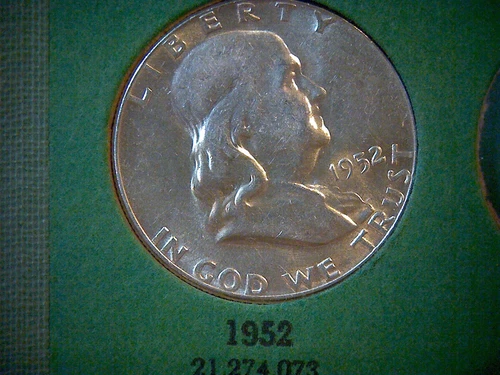 LIBERTY
1952
IN GOD WE TRUST
1952
21,274,073